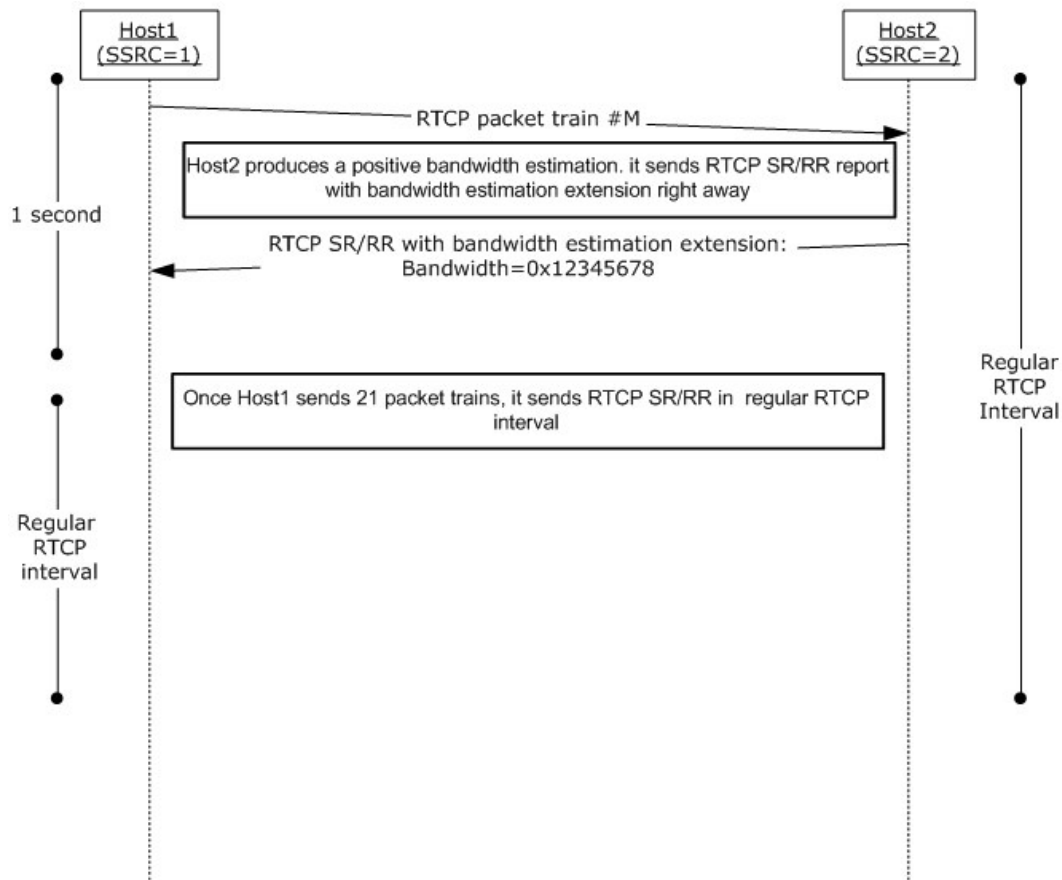 Host1
(SSRC=1)
Host2
(SSRC=2)
RTCP packet train #M
Host2 produces a positive bandwidth estimation. it sends RTCP SR/RR report
with bandwidth estimation extension right away
1 second
RTCP SR/RR with bandwidth estimation extension:
Bandwidth=0x12345678
Regular
RTCP
Interval
Once Host1 sends 21 packet trains, it sends RTCP SR/RR in regular RTCP
interval
Regular
RTCP
interval